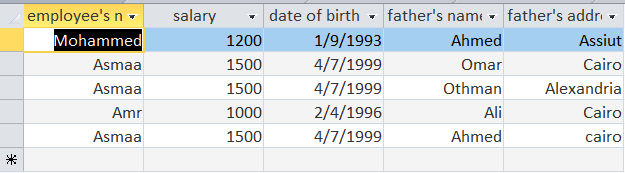 employee's n salary date of birth father's name father's addre
Mohammed 1200 1/9/1993 Ahmed Assiut
Asmaa 1500 4/7/1999 Omar Cairo
Asmaa 1500 4/7/1999 Othman Alexandria
Amr 1000 2/4/1996 Ali Cairo
Asmaa 1500 4/7/1999 Ahmed cairo